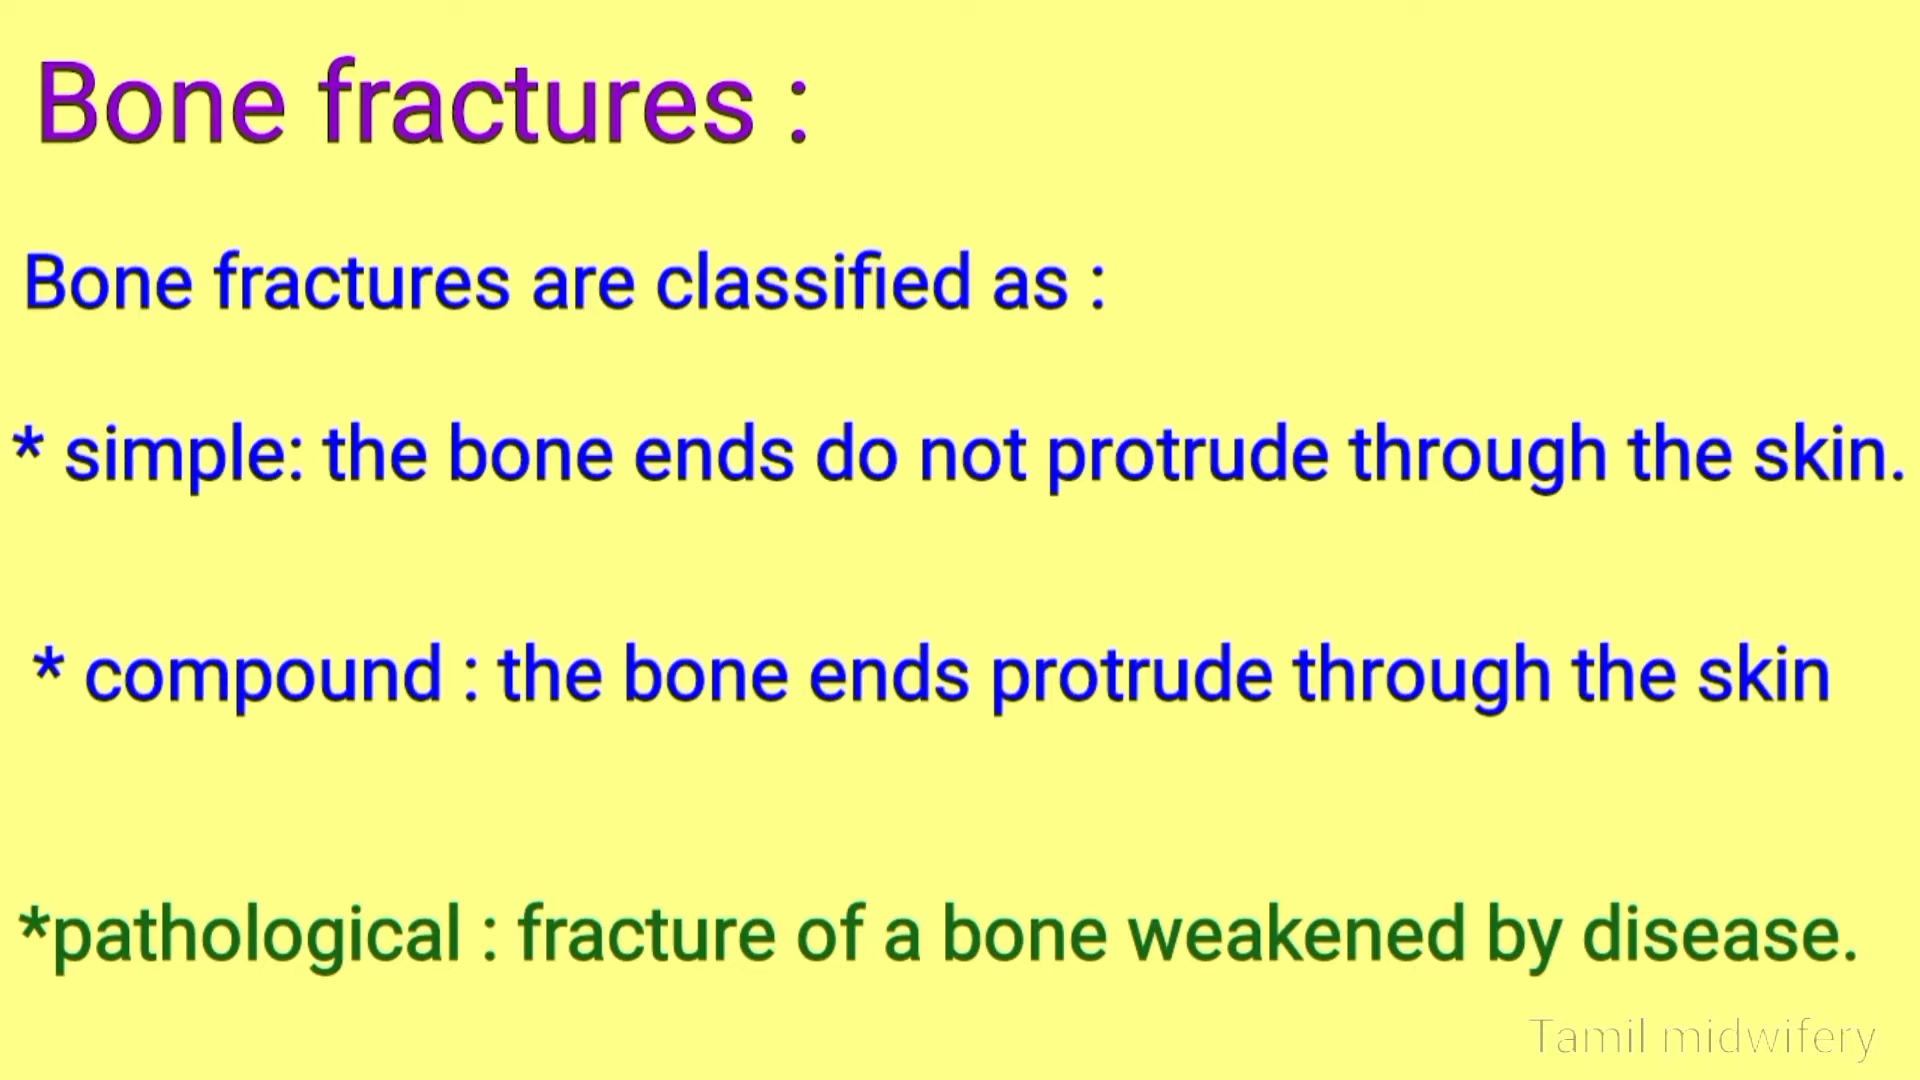 Bone fractures :
Bone fractures are classified as :
* simple: the bone ends do not protrude through the skin.
* compound : the bone ends protrude through the skin
*pathological : fracture of a bone weakened by disease.
Tamil midwifery